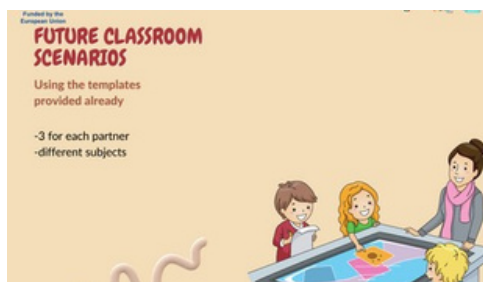 Funded by the
European Union
FUTURE CLASSROOM
SCENARIOS
Using the templates
provided already
-3 for each partner
-different subjects